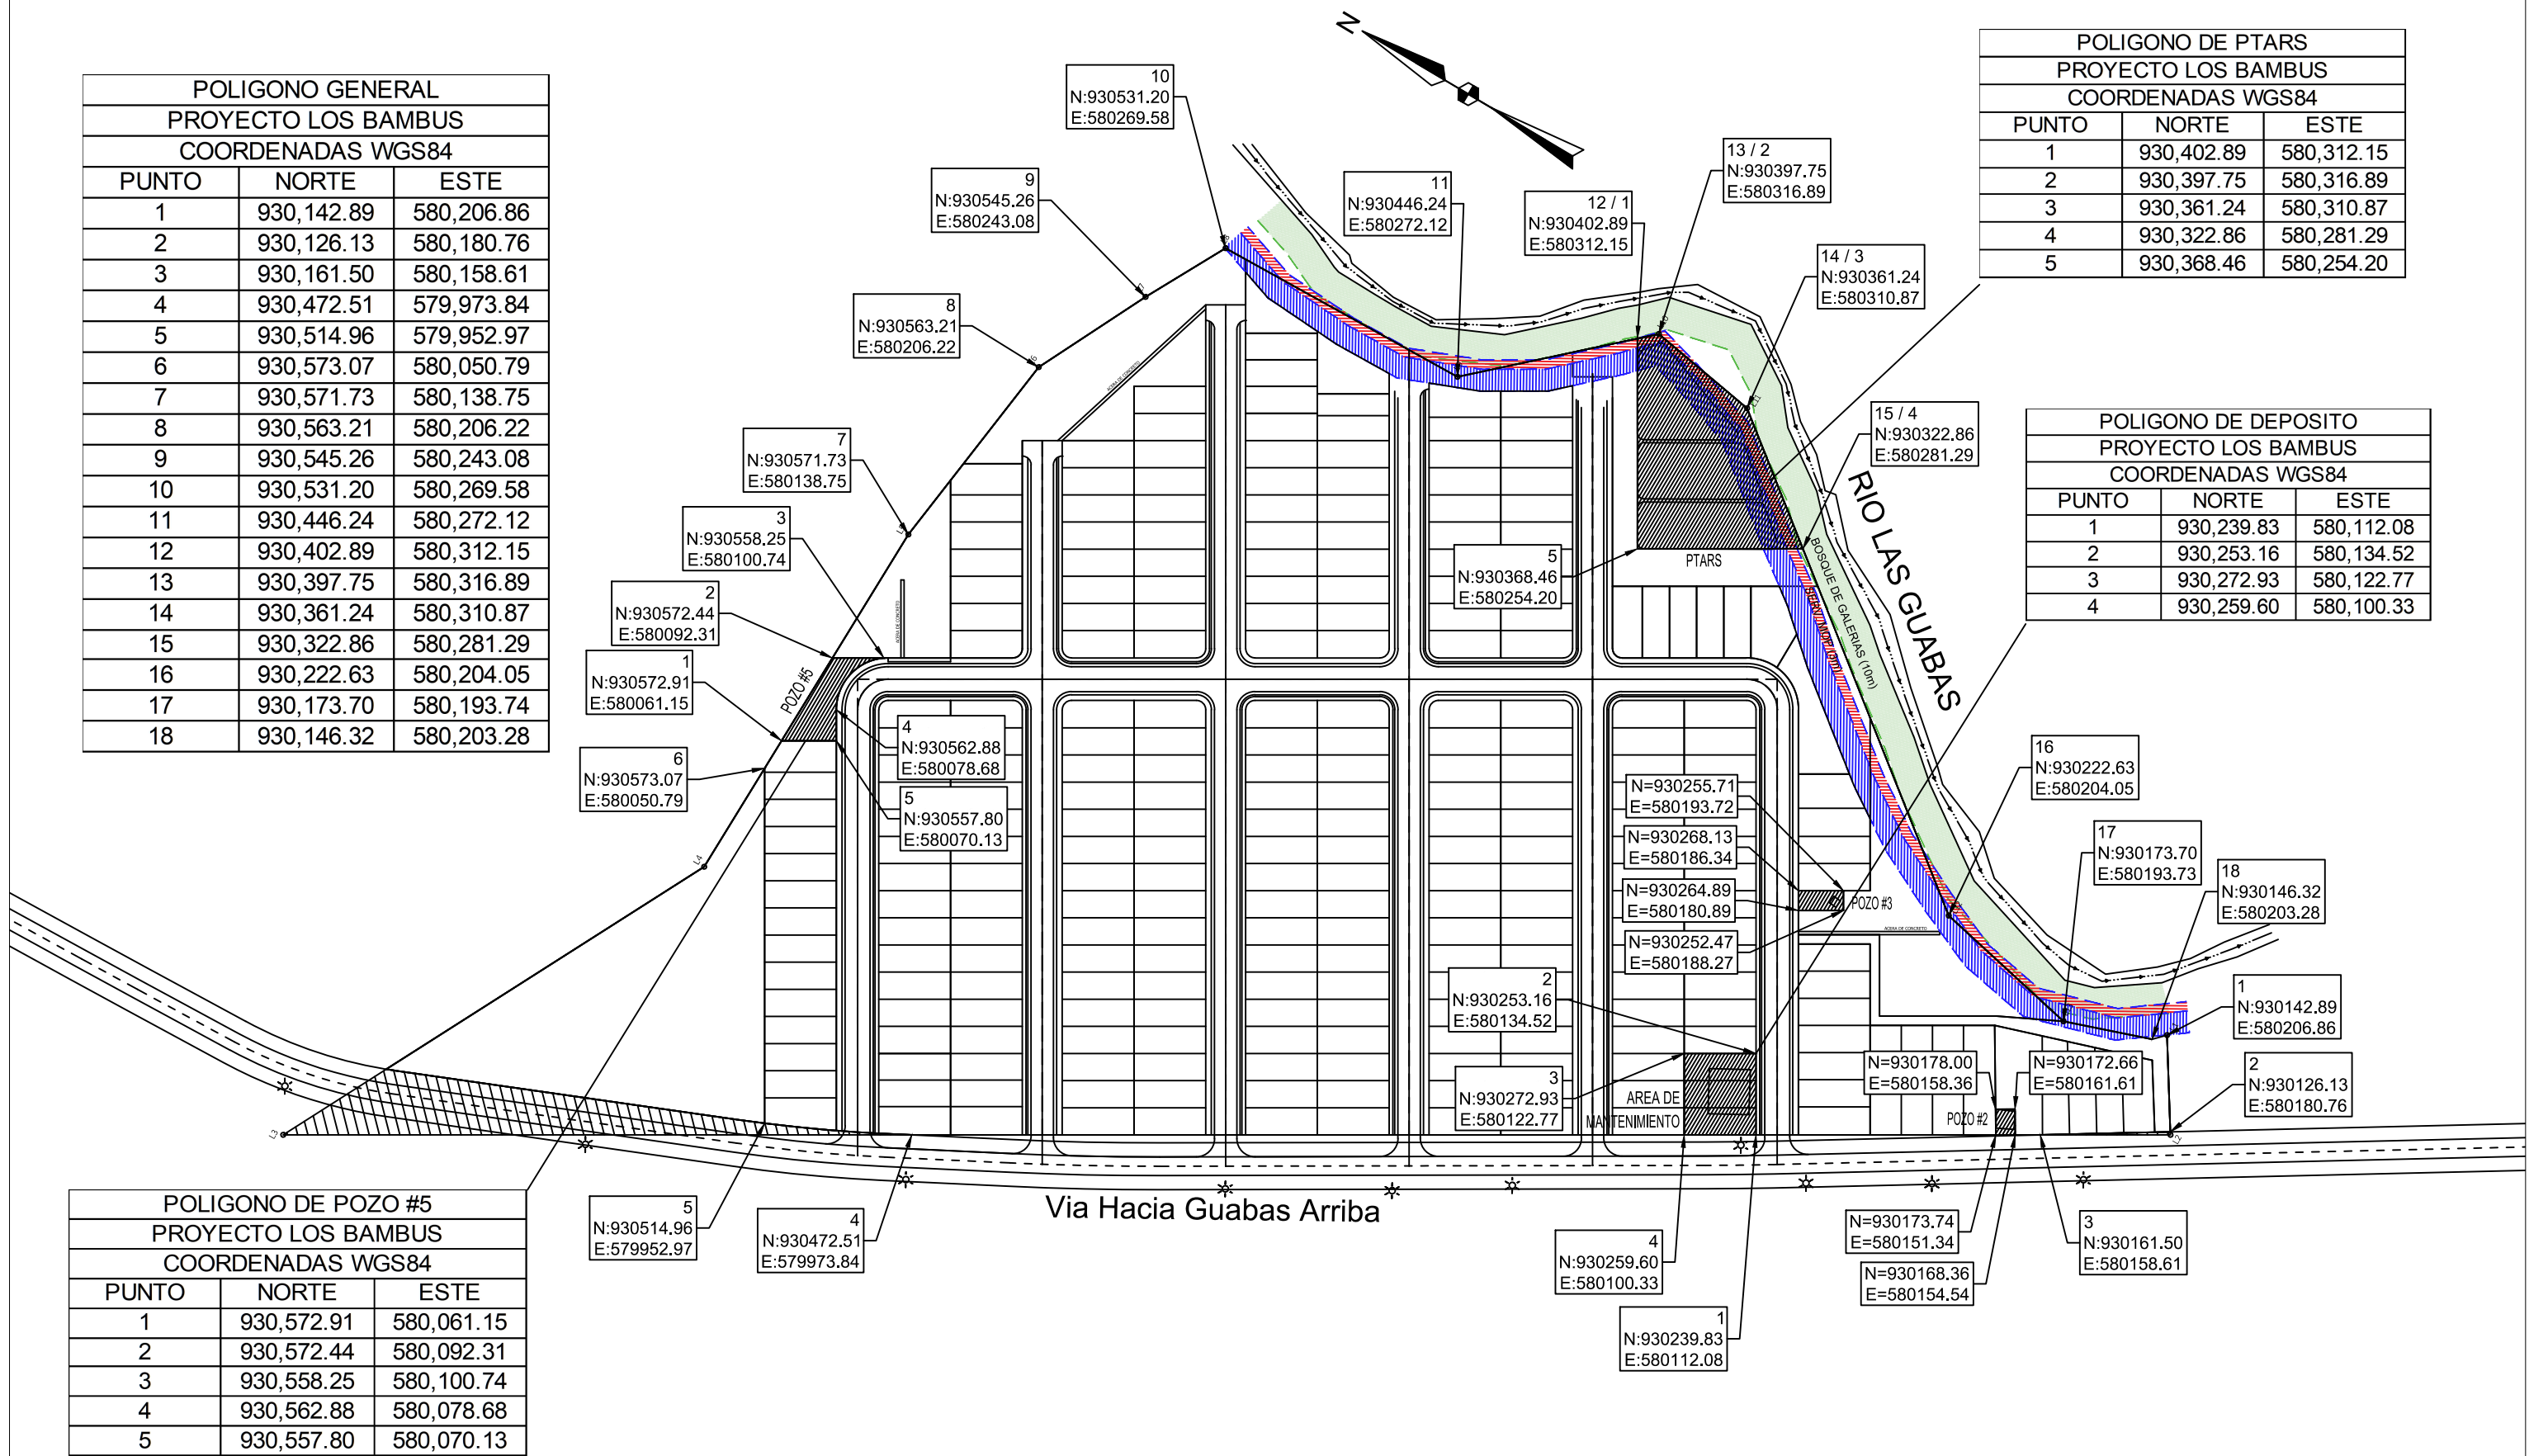 POLIGONO GENERAL
PROYECTO LOS BAMBUS
COORDENADAS WGS84
PUNTO NORTE ESTE
1 930,142.89 580,206.86
2 930,126.13 580,180.76
3 930,161.50 580,158.61
4 930,472.51 579,973.84
5 930,514.96 579,952.97
6 930,573.07 580,050.79
7 930,571.73 580,138.75
8 930,563.21 580,206.22
9 930,545.26 580,243.08
10 930,531.20 580,269.58
11 930,446.24 580,272.12
12 930,402.89 580,312.15
13 930,397.75 580,316.89
14 930,361.24 580,310.87
15 930,322.86 580,281.29
16 930,222.63 580,204.05
17 930,173.70 580,193.74
18 930,146.32 580,203.28
N
POLIGONO DE PTARS
PROYECTO LOS BAMBUS
COORDENADAS WGS84
PUNTO NORTE ESTE
1 930,402.89 580,312.15
2 930,397.75 580,316.89
3 930,361.24 580,310.87
4 930,322.86 580,281.29
5 930,368.46 580,254.20
10
N:930531.20
E:580269.58
9
N:930545.26
E:580243.08
8
N:930563.21
E:580206.22
7
N:930571.73
E:580138.75
3
N:930558.25
E:580100.74
2
N:930572.44
E:580092.31
1
N:930572.91
E:580061.15
6
N:930573.07
E:580050.79
11
N:930446.24
E:580272.12
12 / 1
N:930402.89
E:580312.15
13 / 2
N:930397.75
E:580316.89
14 / 3
N:930361.24
E:580310.87
15 / 4
N:930322.86
E:580281.29
POLIGONO DE DEPOSITO
PROYECTO LOS BAMBUS
COORDENADAS WGS84
PUNTO NORTE ESTE
1 930,239.83 580,112.08
2 930,253.16 580,134.52
3 930,272.93 580,122.77
4 930,259.60 580,100.33
5
N:930368.46
E:580254.20
PTARS
RIO LAS GUABAS
BOSQUE DE GALERIAS (10m)
ACERA DE CONCRETO
ACERA DE CONCRETO
POZO #5
4
N:930562.88
E:580078.68
5
N:930557.80
E:580070.13
N=930255.71
E=580193.72
N=930268.13
E=580186.34
N=930264.89
E=580180.89
N=930252.47
E=580188.27
POZO #3
ACERA DE CONCRETO
16
N:930222.63
E:580204.05
17
N:930173.70
E:580193.73
18
N:930146.32
E:580203.28
1
N:930142.89
E:580206.86
2
N:930126.13
E:580180.76
2
N:930253.16
E:580134.52
3
N:930272.93
E:580122.77
AREA DE
MANTENIMIENTO
N=930178.00
E=580158.36
N=930172.66
E=580161.61
POZO #2
L4
L3
L2
Via Hacia Guabas Arriba
5
N:930514.96
E:579952.97
4
N:930472.51
E:579973.84
4
N:930259.60
E:580100.33
1
N:930239.83
E:580112.08
N=930173.74
E=580151.34
N=930168.36
E=580154.54
3
N:930161.50
E:580158.61
POLIGONO DE POZO #5
PROYECTO LOS BAMBUS
COORDENADAS WGS84
PUNTO NORTE ESTE
1 930,572.91 580,061.15
2 930,572.44 580,092.31
3 930,558.25 580,100.74
4 930,562.88 580,078.68
5 930,557.80 580,070.13